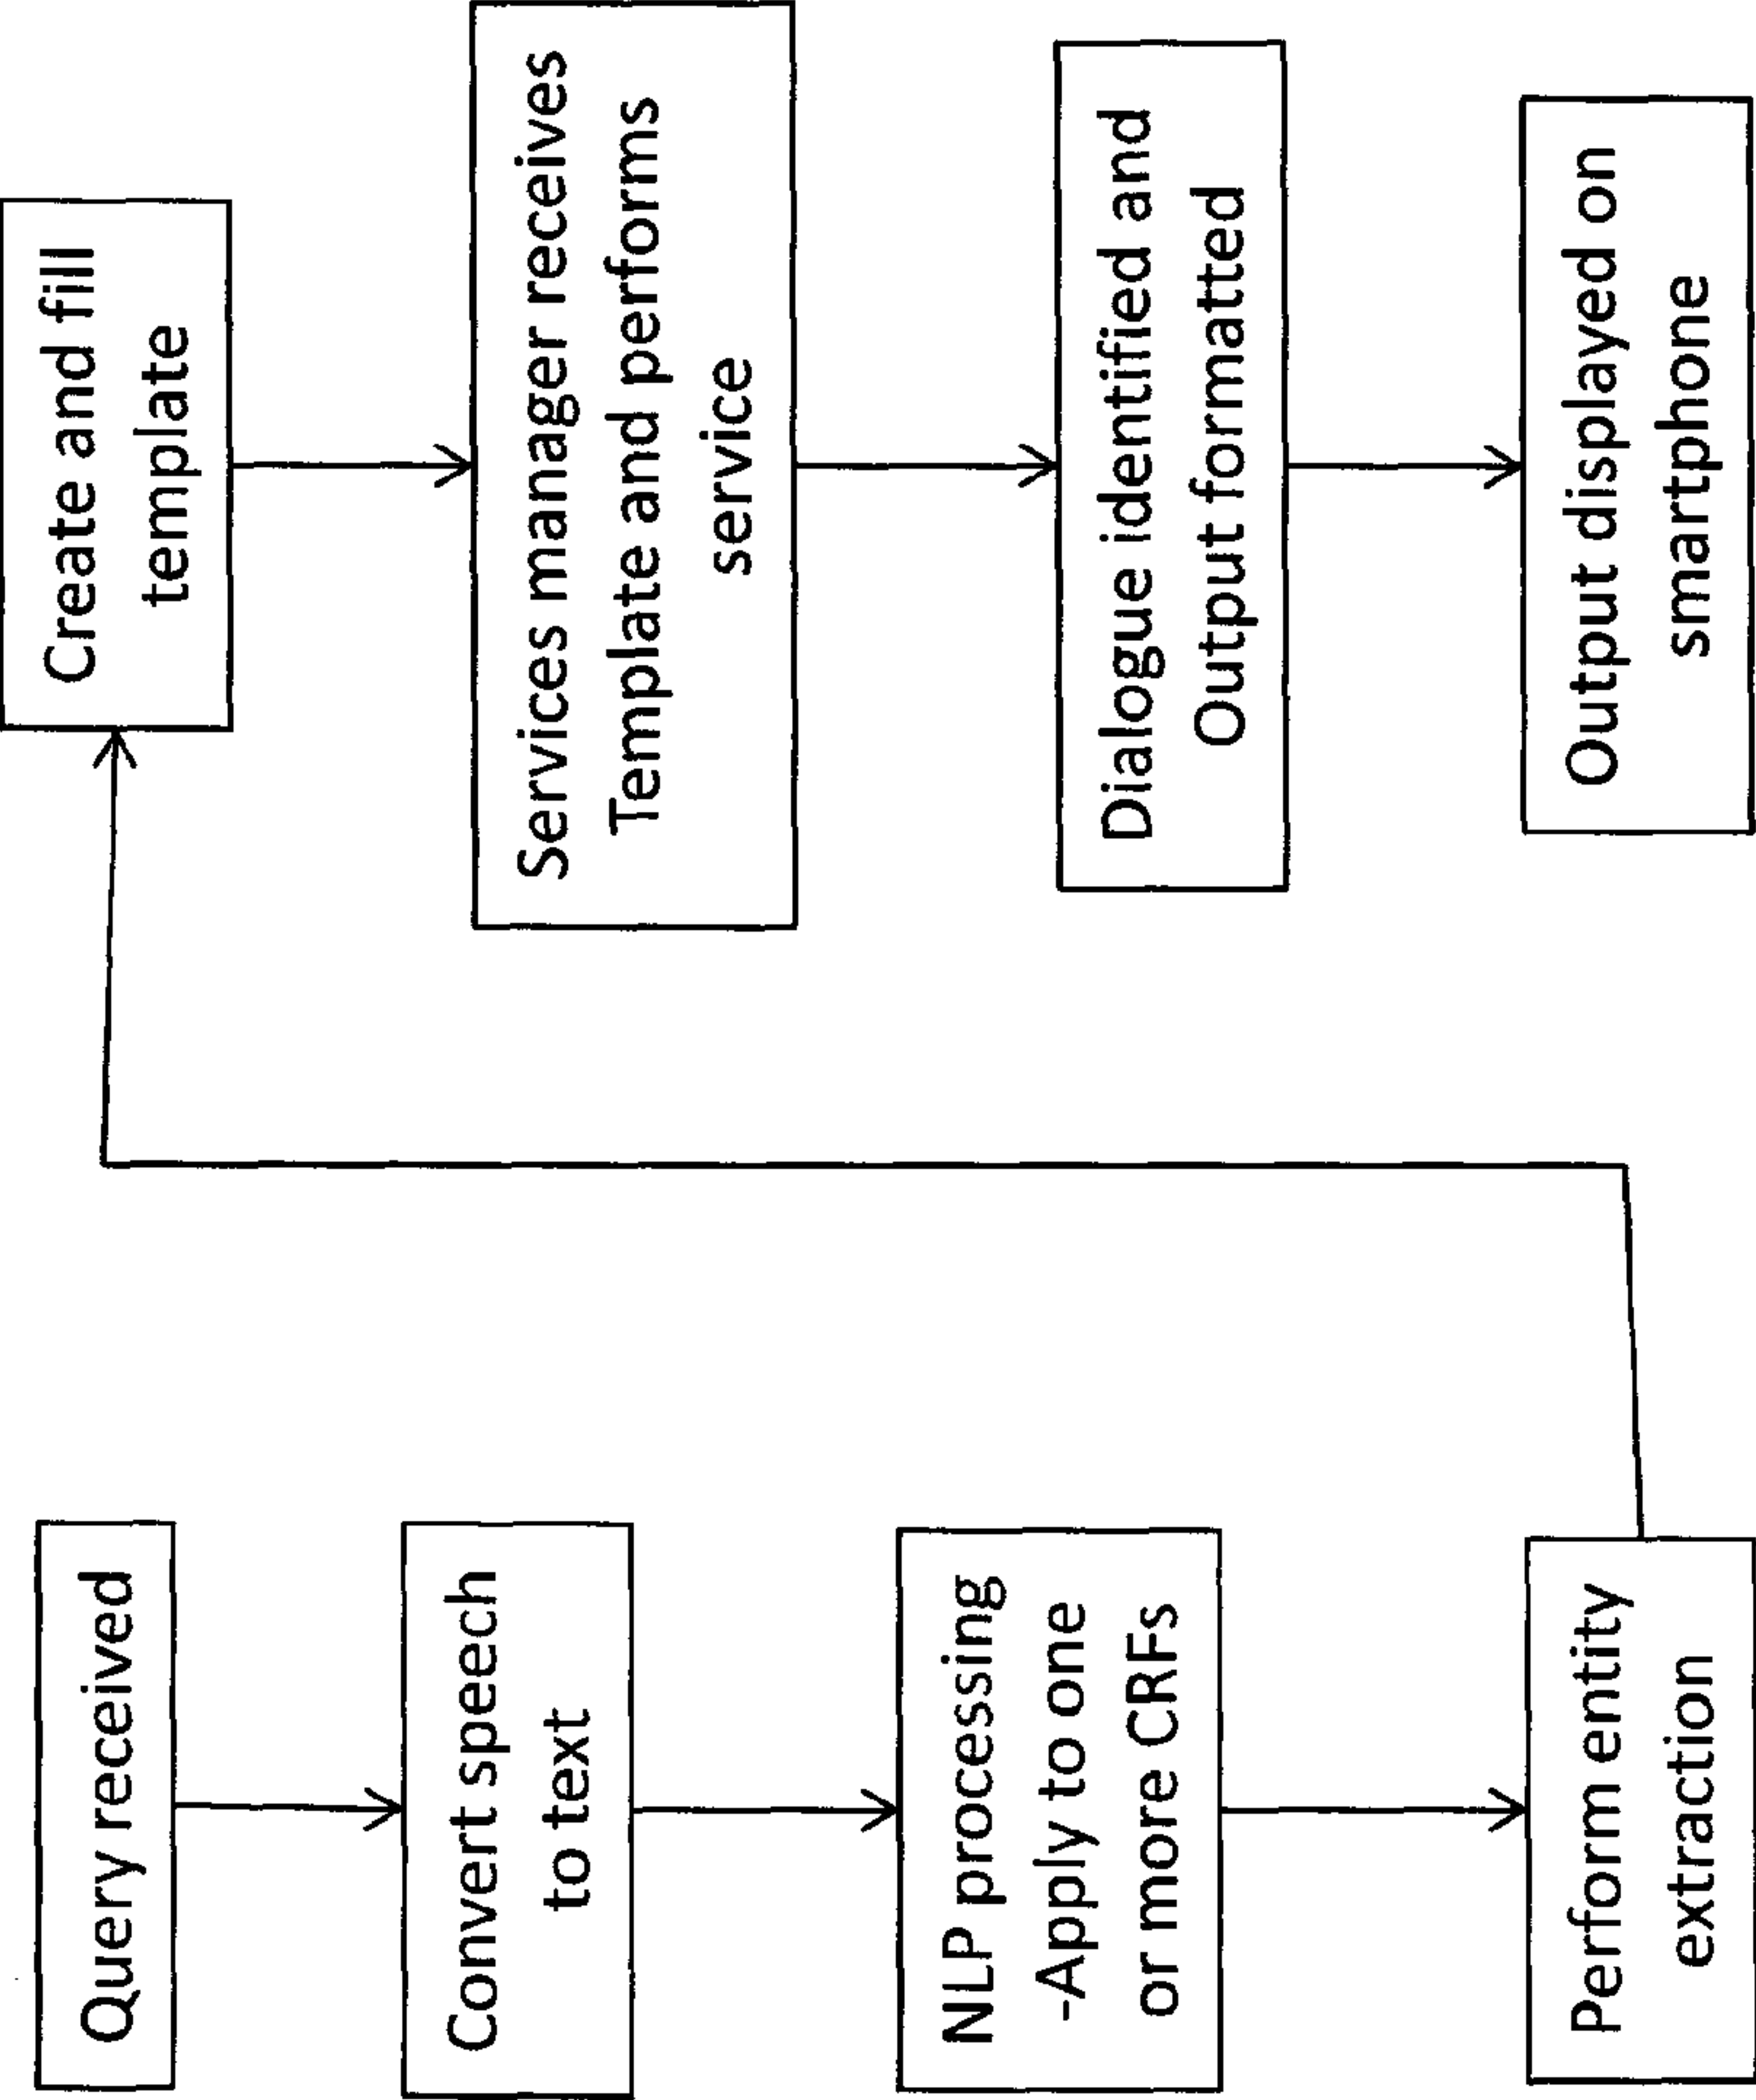 Query received
Convert speech
to text
NLP processing
-Apply to one
or more CRFs
Perform entity
extraction
Create and fill
template
Services manager receives
Template and performs
service
Dialogue identified and
Output formatted
Output displayed on
smartphone